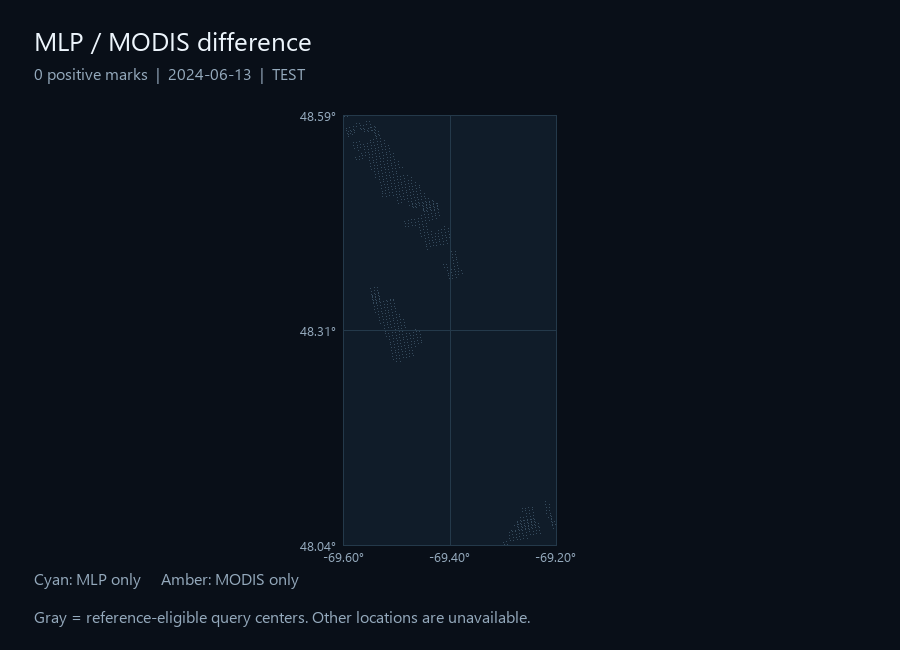 MLP / MODIS difference
0 positive marks | 2024-06-13 | TEST
48.59°
48.31°
48.04°
-69.60° -69.40° -69.20°
Cyan: MLP only Amber: MODIS only
Gray = reference-eligible query centers. Other locations are unavailable.